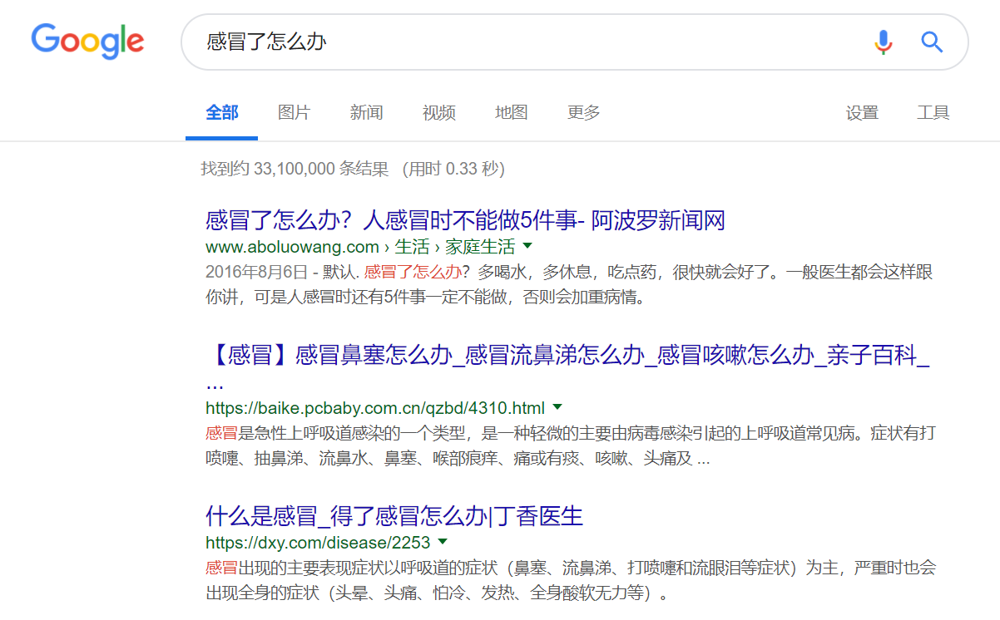 Google
感冒了怎么办
全部 图片 新闻 视频 地图 更多 设置 工具
找到约 33,100,000 条结果 （用时 0.33 秒）
感冒了怎么办？人感冒时不能做5件事- 阿波罗新闻网
www.aboluowang.com › 生活 › 家庭生活
2016年8月6日 - 默认. 感冒了怎么办？多喝水，多休息，吃点药，很快就会好了。一般医生都会这样跟
你讲，可是人感冒时还有5件事一定不能做，否则会加重病情。
【感冒】感冒鼻塞怎么办_感冒流鼻涕怎么办_感冒咳嗽怎么办_亲子百科_
...
https://baike.pcbaby.com.cn/qzbd/4310.html
感冒是急性上呼吸道感染的一个类型，是一种轻微的主要由病毒感染引起的上呼吸道常见病。症状有打
喷嚏、抽鼻涕、流鼻水、鼻塞、喉部痕痒、痛或有痰、咳嗽、头痛及 ...
什么是感冒_得了感冒怎么办|丁香医生
https://dxy.com/disease/2253
感冒出现的主要表现症状以呼吸道的症状（鼻塞、流鼻涕、打喷嚏和流眼泪等症状）为主，严重时也会
出现全身的症状（头晕、头痛、怕冷、发热、全身酸软无力等）。